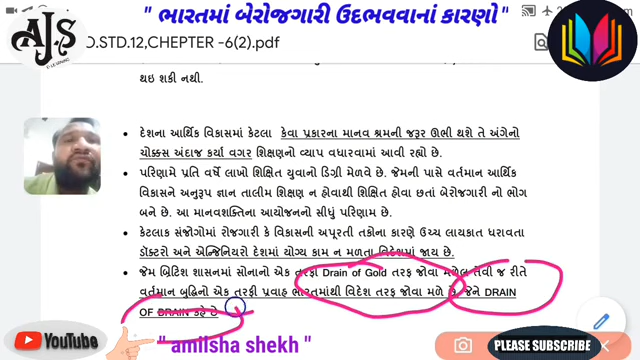 " ભારતમાં બેરોજગારી ઉદભવવાનાં કારણો"
AJS
O.STD.12,CHEPTER -6(2).pdf
થઇ શકી નથી.
• દેશના આર્થિક વિકાસમાં કેટલા કેવા પ્રકારના માનવ શ્રમની જરૂર ઊભી થશે તે અંગેનો
ચોક્કસ અંદાજ કર્યા વગર શિક્ષણનો વ્યાપ વધારવામાં આવી રહ્યો છે.
• પરિણામે પ્રતિ વર્ષે લાખો શિક્ષિત યુવાનો ડિગ્રી મેળવે છે. જેમની પાસે વર્તમાન આર્થિક
વિકાસને અનુરૂપ જ્ઞાન તાલીમ શિક્ષણ ન હોવાથી શિક્ષિત હોવા છતાં બેરોજગારી નો ભોગ
બને છે. આ માનવશક્તિના આયોજનનો સીધું પરિણામ છે.
• કેટલાક સંજોગોમાં રોજગારી કે વિકાસની અપૂરતી તકોના કારણે ઉચ્ચ લાયકાત ધરાવતા
ડૉક્ટરો અને એન્જિનિયરો દેશમાં યોગ્ય કામ ન મળતા વિદેશમાં જાય છે.
• જેમ બ્રિટિશ શાસનમાં સોનાનો એક તરફી Drain of Gold તરફ જોવા મળેલ તેવી જ રીતે
વર્તમાન બુદ્ધિનો એક તરફી પ્રવાહ ભારતમાંથી વિદેશ તરફ જોવા મળે છે. જેને DRAIN
OF BRAIN કહે છે
YouTube
" amiIsha shekh "
PLEASE SUBSCRIBE